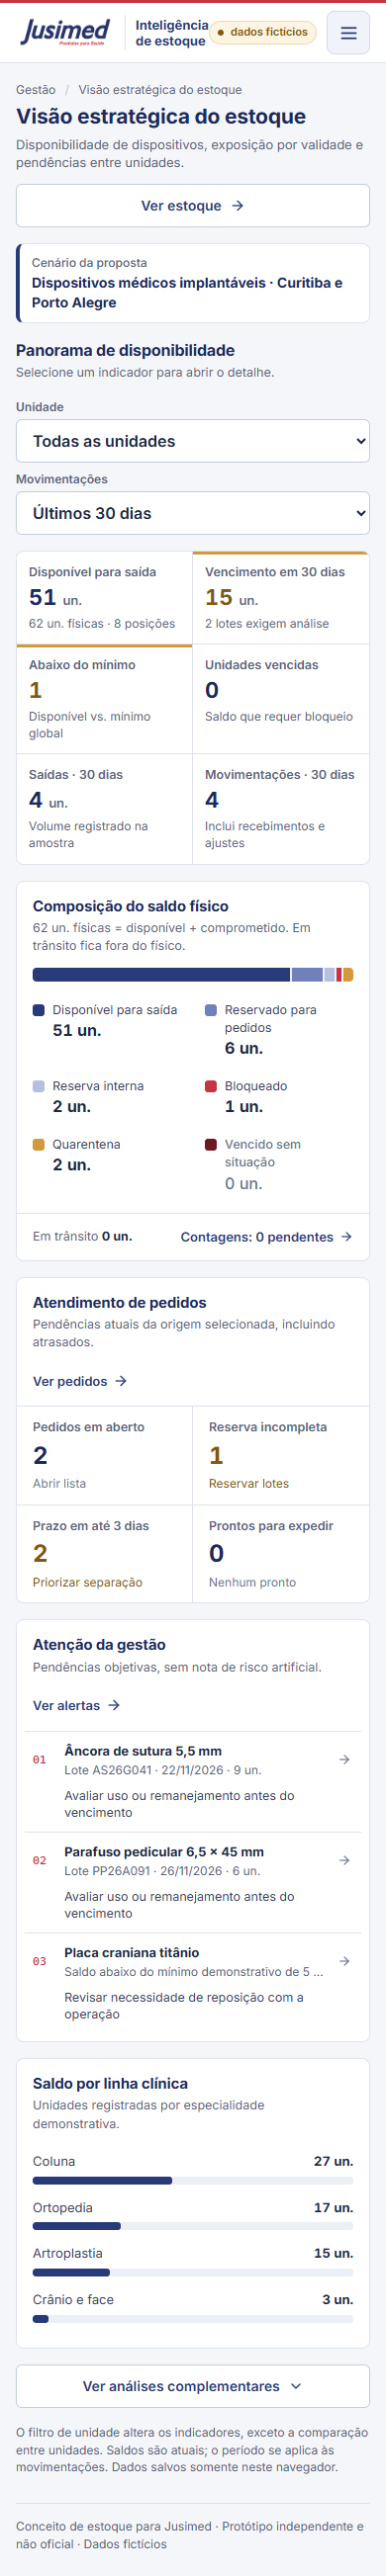 Jusimed
Produtos para Saúde
Inteligência
de estoque
dados fictícios
Gestão / Visão estratégica do estoque
Visão estratégica do estoque
Disponibilidade de dispositivos, exposição por validade e
pendências entre unidades.
Ver estoque →
Cenário da proposta
Dispositivos médicos implantáveis · Curitiba e
Porto Alegre
Panorama de disponibilidade
Selecione um indicador para abrir o detalhe.
Unidade
Todas as unidades
Movimentações
Últimos 30 dias
Disponível para saída
51 un.
62 un. físicas · 8 posições
Vencimento em 30 dias
15 un.
2 lotes exigem análise
Abaixo do mínimo
1
Disponível vs. mínimo
global
Unidades vencidas
0
Saldo que requer bloqueio
Saídas · 30 dias
4 un.
Volume registrado na
amostra
Movimentações · 30 dias
4
Inclui recebimentos e
ajustes
Composição do saldo físico
62 un. físicas = disponível + comprometido. Em
trânsito fica fora do físico.
Disponível para saída
51 un.
Reservado para
pedidos
6 un.
Reserva interna
2 un.
Bloqueado
1 un.
Quarentena
2 un.
Vencido sem
situação
0 un.
Em trânsito 0 un.
Contagens: 0 pendentes →
Atendimento de pedidos
Pendências atuais da origem selecionada, incluindo
atrasados.
Ver pedidos →
Pedidos em aberto
2
Abrir lista
Reserva incompleta
1
Reservar lotes
Prazo em até 3 dias
2
Priorizar separação
Prontos para expedir
0
Nenhum pronto
Atenção da gestão
Pendências objetivas, sem nota de risco artificial.
Ver alertas →
01 Âncora de sutura 5,5 mm →
Lote AS26G041 · 22/11/2026 · 9 un.
Avaliar uso ou remanejamento antes do
vencimento
02 Parafuso pedicular 6,5 × 45 mm →
Lote PP26A091 · 26/11/2026 · 6 un.
Avaliar uso ou remanejamento antes do
vencimento
03 Placa craniana titânio →
Saldo abaixo do mínimo demonstrativo de 5 ...
Revisar necessidade de reposição com a
operação
Saldo por linha clínica
Unidades registradas por especialidade
demonstrativa.
Coluna 27 un.
Ortopedia 17 un.
Artroplastia 15 un.
Crânio e face 3 un.
Ver análises complementares
O filtro de unidade altera os indicadores, exceto a comparação
entre unidades. Saldos são atuais; o período se aplica às
movimentações. Dados salvos somente neste navegador.
Conceito de estoque para Jusimed · Protótipo independente e
não oficial · Dados fictícios